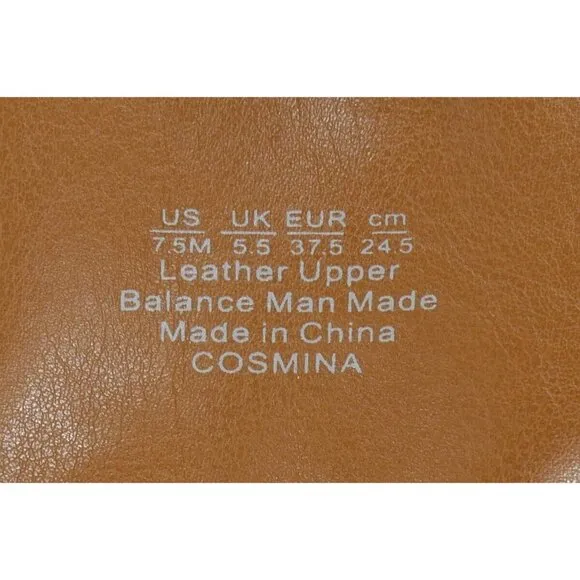 US UK EUR cm
7.5M 5.5 37.5 24.5
Leather Upper
Balance Man Made
Made in China
COSMINA